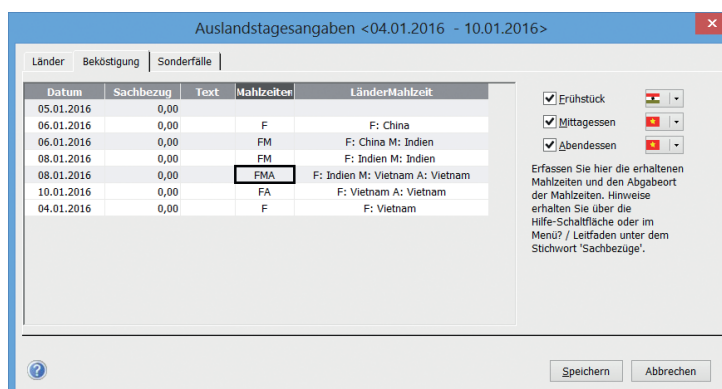 Auslandstagesangaben <04.01.2016 - 10.01.2016>
Länder Beköstigung Sonderfälle
Datum Sachbezug Text Mahlzeiten LänderMahlzeit
05.01.2016 0,00
06.01.2016 0,00 F F: China
06.01.2016 0,00 FM F: China M: Indien
08.01.2016 0,00 FM F: Indien M: Indien
08.01.2016 0,00 FMA F: Indien M: Vietnam A: Vietnam
10.01.2016 0,00 FA F: Vietnam A: Vietnam
04.01.2016 0,00 F F: Vietnam
Frühstück
Mittagessen
Abendessen
Erfassen Sie hier die erhaltenen
Mahlzeiten und den Abgabeort
der Mahlzeiten. Hinweise
erhalten Sie über die
Hilfe-Schaltfläche oder im
Menü? / Leitfaden unter dem
Stichwort 'Sachbezüge'.
Speichern Abbrechen